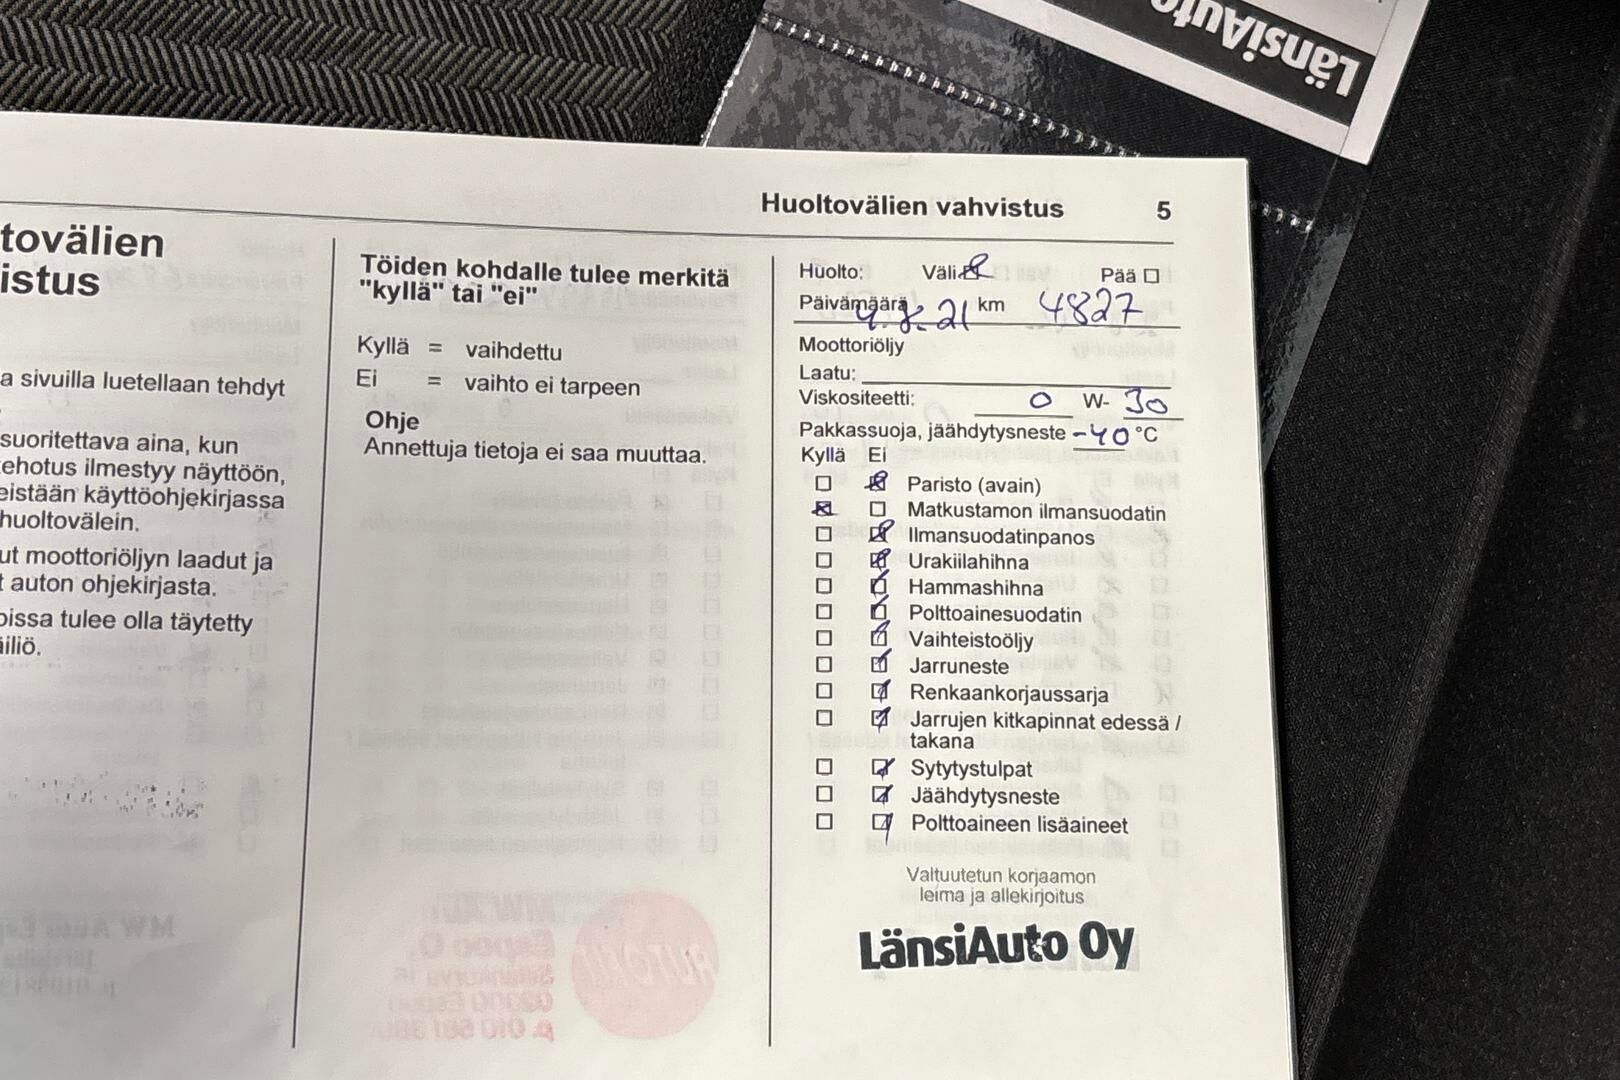 LänsiAuto
Huoltovälien vahvistus 5
tovälien
istus
a sivuilla luetellaan tehdyt
suoritettava aina, kun
ehotus ilmestyy näyttöön,
eistään käyttöohjekirjassa
huoltovälein.
ut moottoriöljyn laadut ja
t auton ohjekirjasta.
oissa tulee olla täytetty
äiliö.
Töiden kohdalle tulee merkitä
"kyllä" tai "ei"
Kyllä = vaihdettu
Ei = vaihto ei tarpeen
Ohje
Annettuja tietoja ei saa muuttaa.
Huolto: Väli ☒ Pää ☐
Päivämäärä 4.8.21 km 4827
Moottoriöljy
Laatu:
Viskositeetti: 0 W- 30
Pakkassuoja, jäähdytysneste -40 °C
Kyllä Ei
☐ ☒ Paristo (avain)
☒ ☐ Matkustamon ilmansuodatin
☐ ☒ Ilmansuodatinpanos
☐ ☒ Urakiilahihna
☐ ☒ Hammashihna
☐ ☒ Polttoainesuodatin
☐ ☒ Vaihteistoöljy
☐ ☒ Jarruneste
☐ ☒ Renkaankorjaussarja
☐ ☒ Jarrujen kitkapinnat edessä /
takana
☐ ☒ Sytytystulpat
☐ ☒ Jäähdytysneste
☐ ☒ Polttoaineen lisäaineet
Valtuutetun korjaamon
leima ja allekirjoitus
LänsiAuto Oy